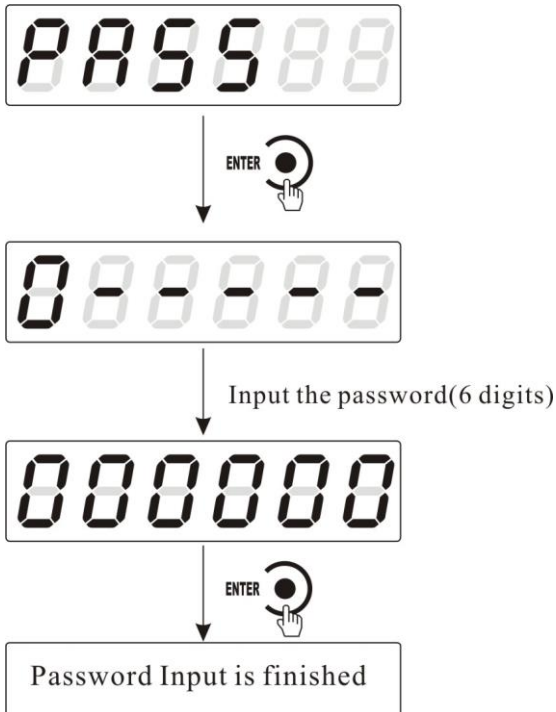 PASS
ENTER
0-----
Input the password(6 digits)
000000
ENTER
Password Input is finished